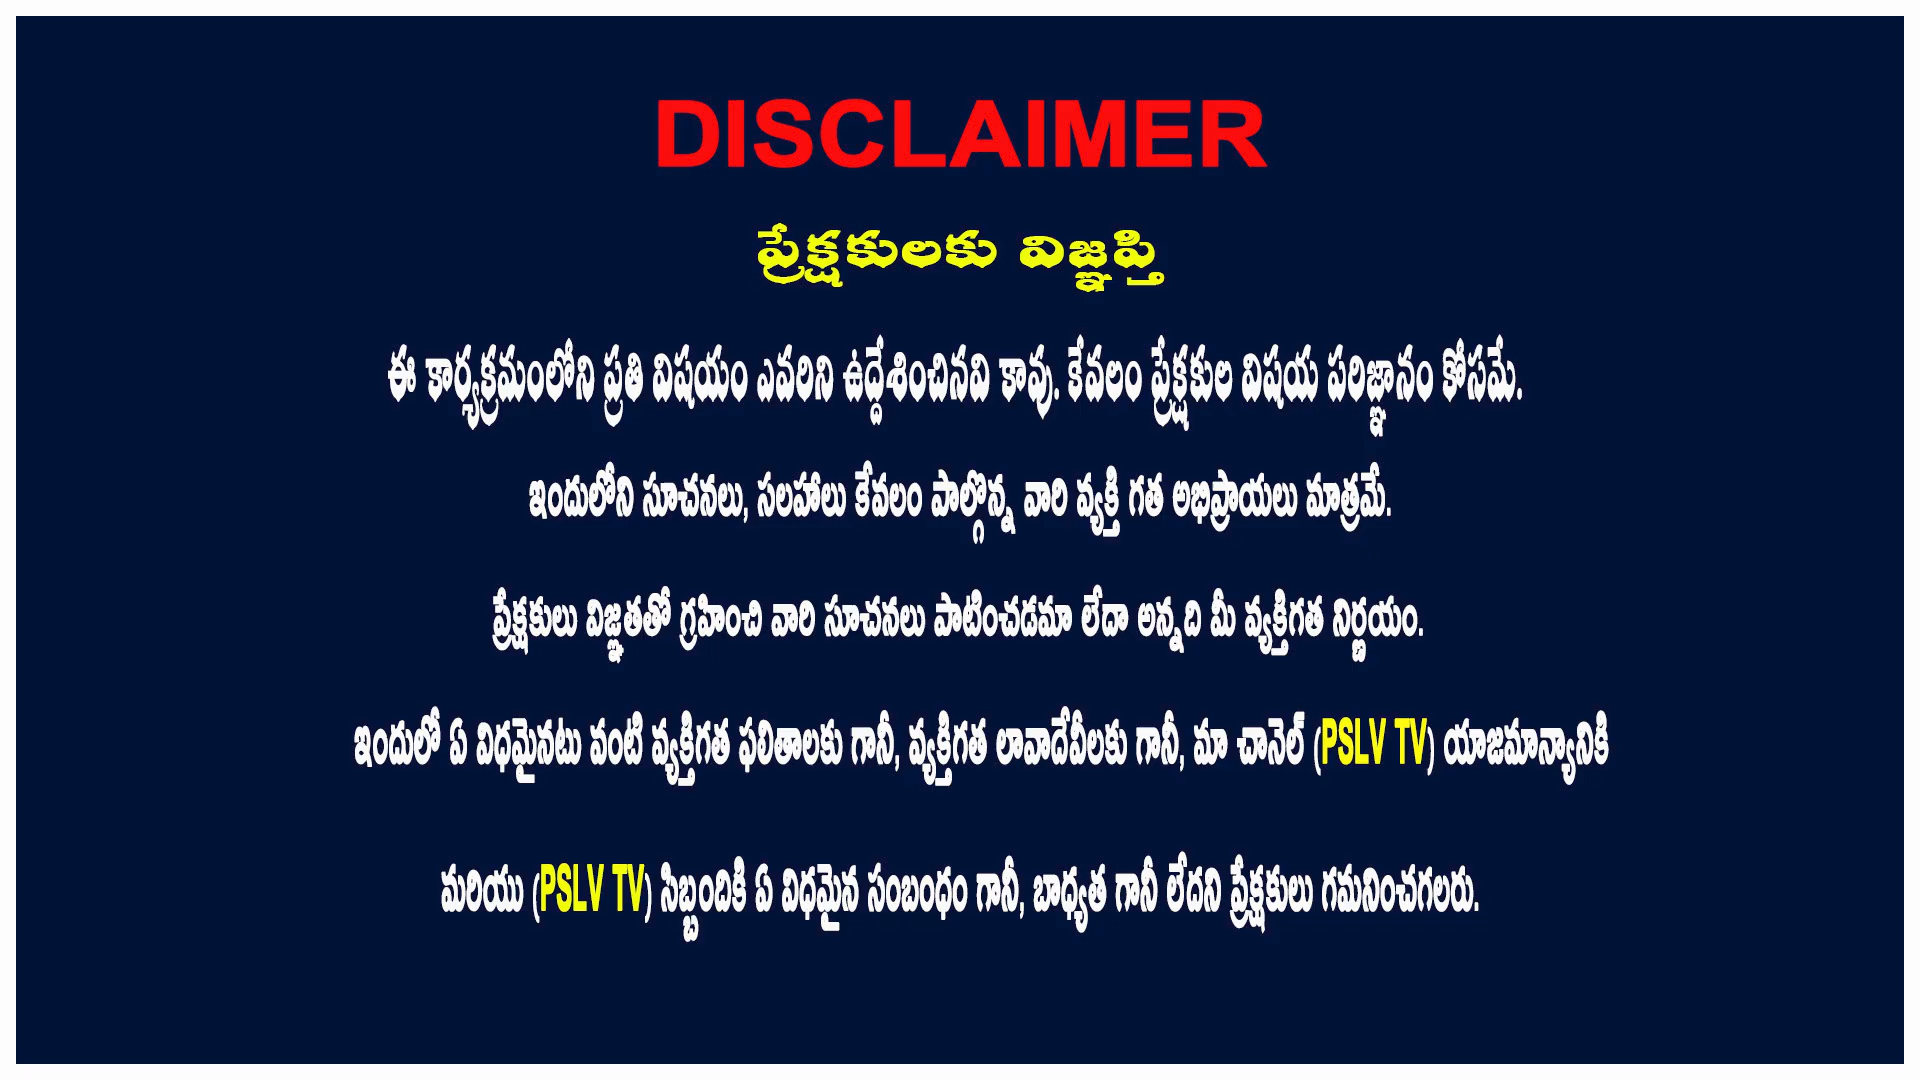 DISCLAIMER
ప్రేక్షకులకు విజ్ఞప్తి
ఈ కార్యక్రమంలోని ప్రతి విషయం ఎవరిని ఉద్దేశించినవి కావు. కేవలం ప్రేక్షకుల విషయ పరిజ్ఞానం కోసమే.
ఇందులోని సూచనలు, సలహాలు కేవలం పాల్గొన్న వారి వ్యక్తి గత అభిప్రాయలు మాత్రమే.
ప్రేక్షకులు విజ్ఞతతో గ్రహించి వారి సూచనలు పాటించడమా లేదా అన్నది మీ వ్యక్తిగత నిర్ణయం.
ఇందులో ఏ విధమైనటు వంటి వ్యక్తిగత ఫలితాలకు గానీ, వ్యక్తిగత లావాదేవీలకు గానీ, మా చానెల్ (PSLV TV) యాజమాన్యానికి
మరియు (PSLV TV) సిబ్బందికి ఏ విధమైన సంబంధం గానీ, బాధ్యత గానీ లేదని ప్రేక్షకులు గమనించగలరు.